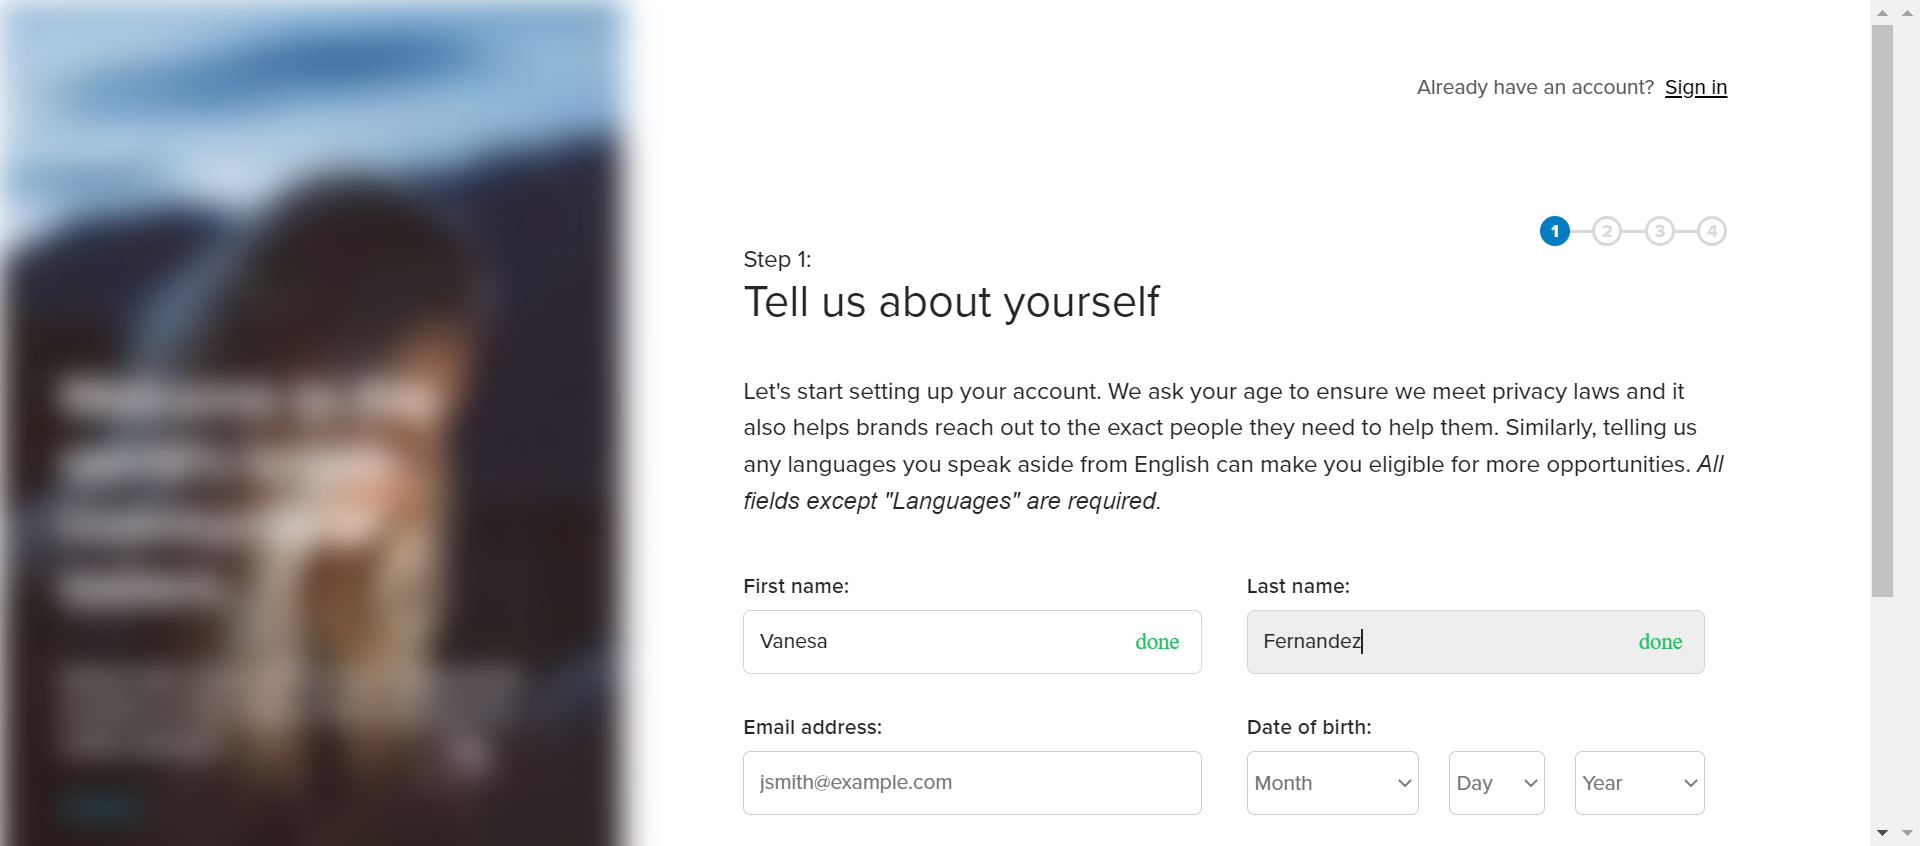 Already have an account? Sign in
1 2 3 4
Step 1:
Tell us about yourself
Let's start setting up your account. We ask your age to ensure we meet privacy laws and it
also helps brands reach out to the exact people they need to help them. Similarly, telling us
any languages you speak aside from English can make you eligible for more opportunities. All
fields except "Languages" are required.
First name: Last name:
Vanesa done Fernandez done
Email address: Date of birth:
jsmith@example.com Month Day Year